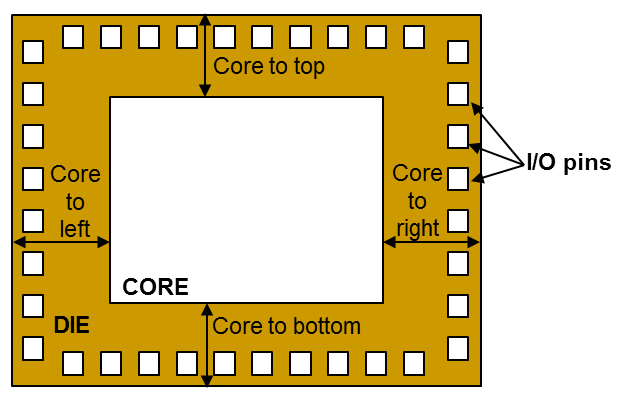 Core to top
I/O pins
Core
to
left
Core
to
right
CORE
DIE
Core to bottom